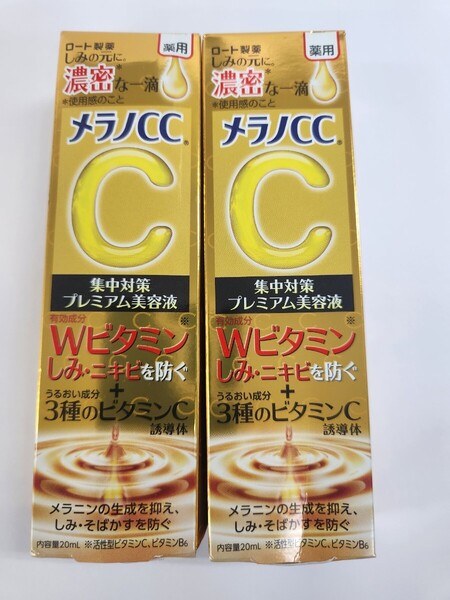 ロート製薬
薬用
しみの元に。
濃密な一滴
*
*使用感のこと
メラノCC®
C
集中対策
プレミアム美容液
有効成分
※
Wビタミン
しみ・ニキビを防ぐ
+
うるおい成分
3種のビタミンC
誘導体
メラニンの生成を抑え、
しみ・そばかすを防ぐ
内容量20mL ※活性型ビタミンC、ビタミンB6
ロート製薬
薬用
しみの元に。
濃密な一滴
*
*使用感のこと
メラノCC®
C
集中対策
プレミアム美容液
有効成分
※
Wビタミン
しみ・ニキビを防ぐ
+
うるおい成分
3種のビタミンC
誘導体
メラニンの生成を抑え、
しみ・そばかすを防ぐ
内容量20mL ※活性型ビタミンC、ビタミンB6